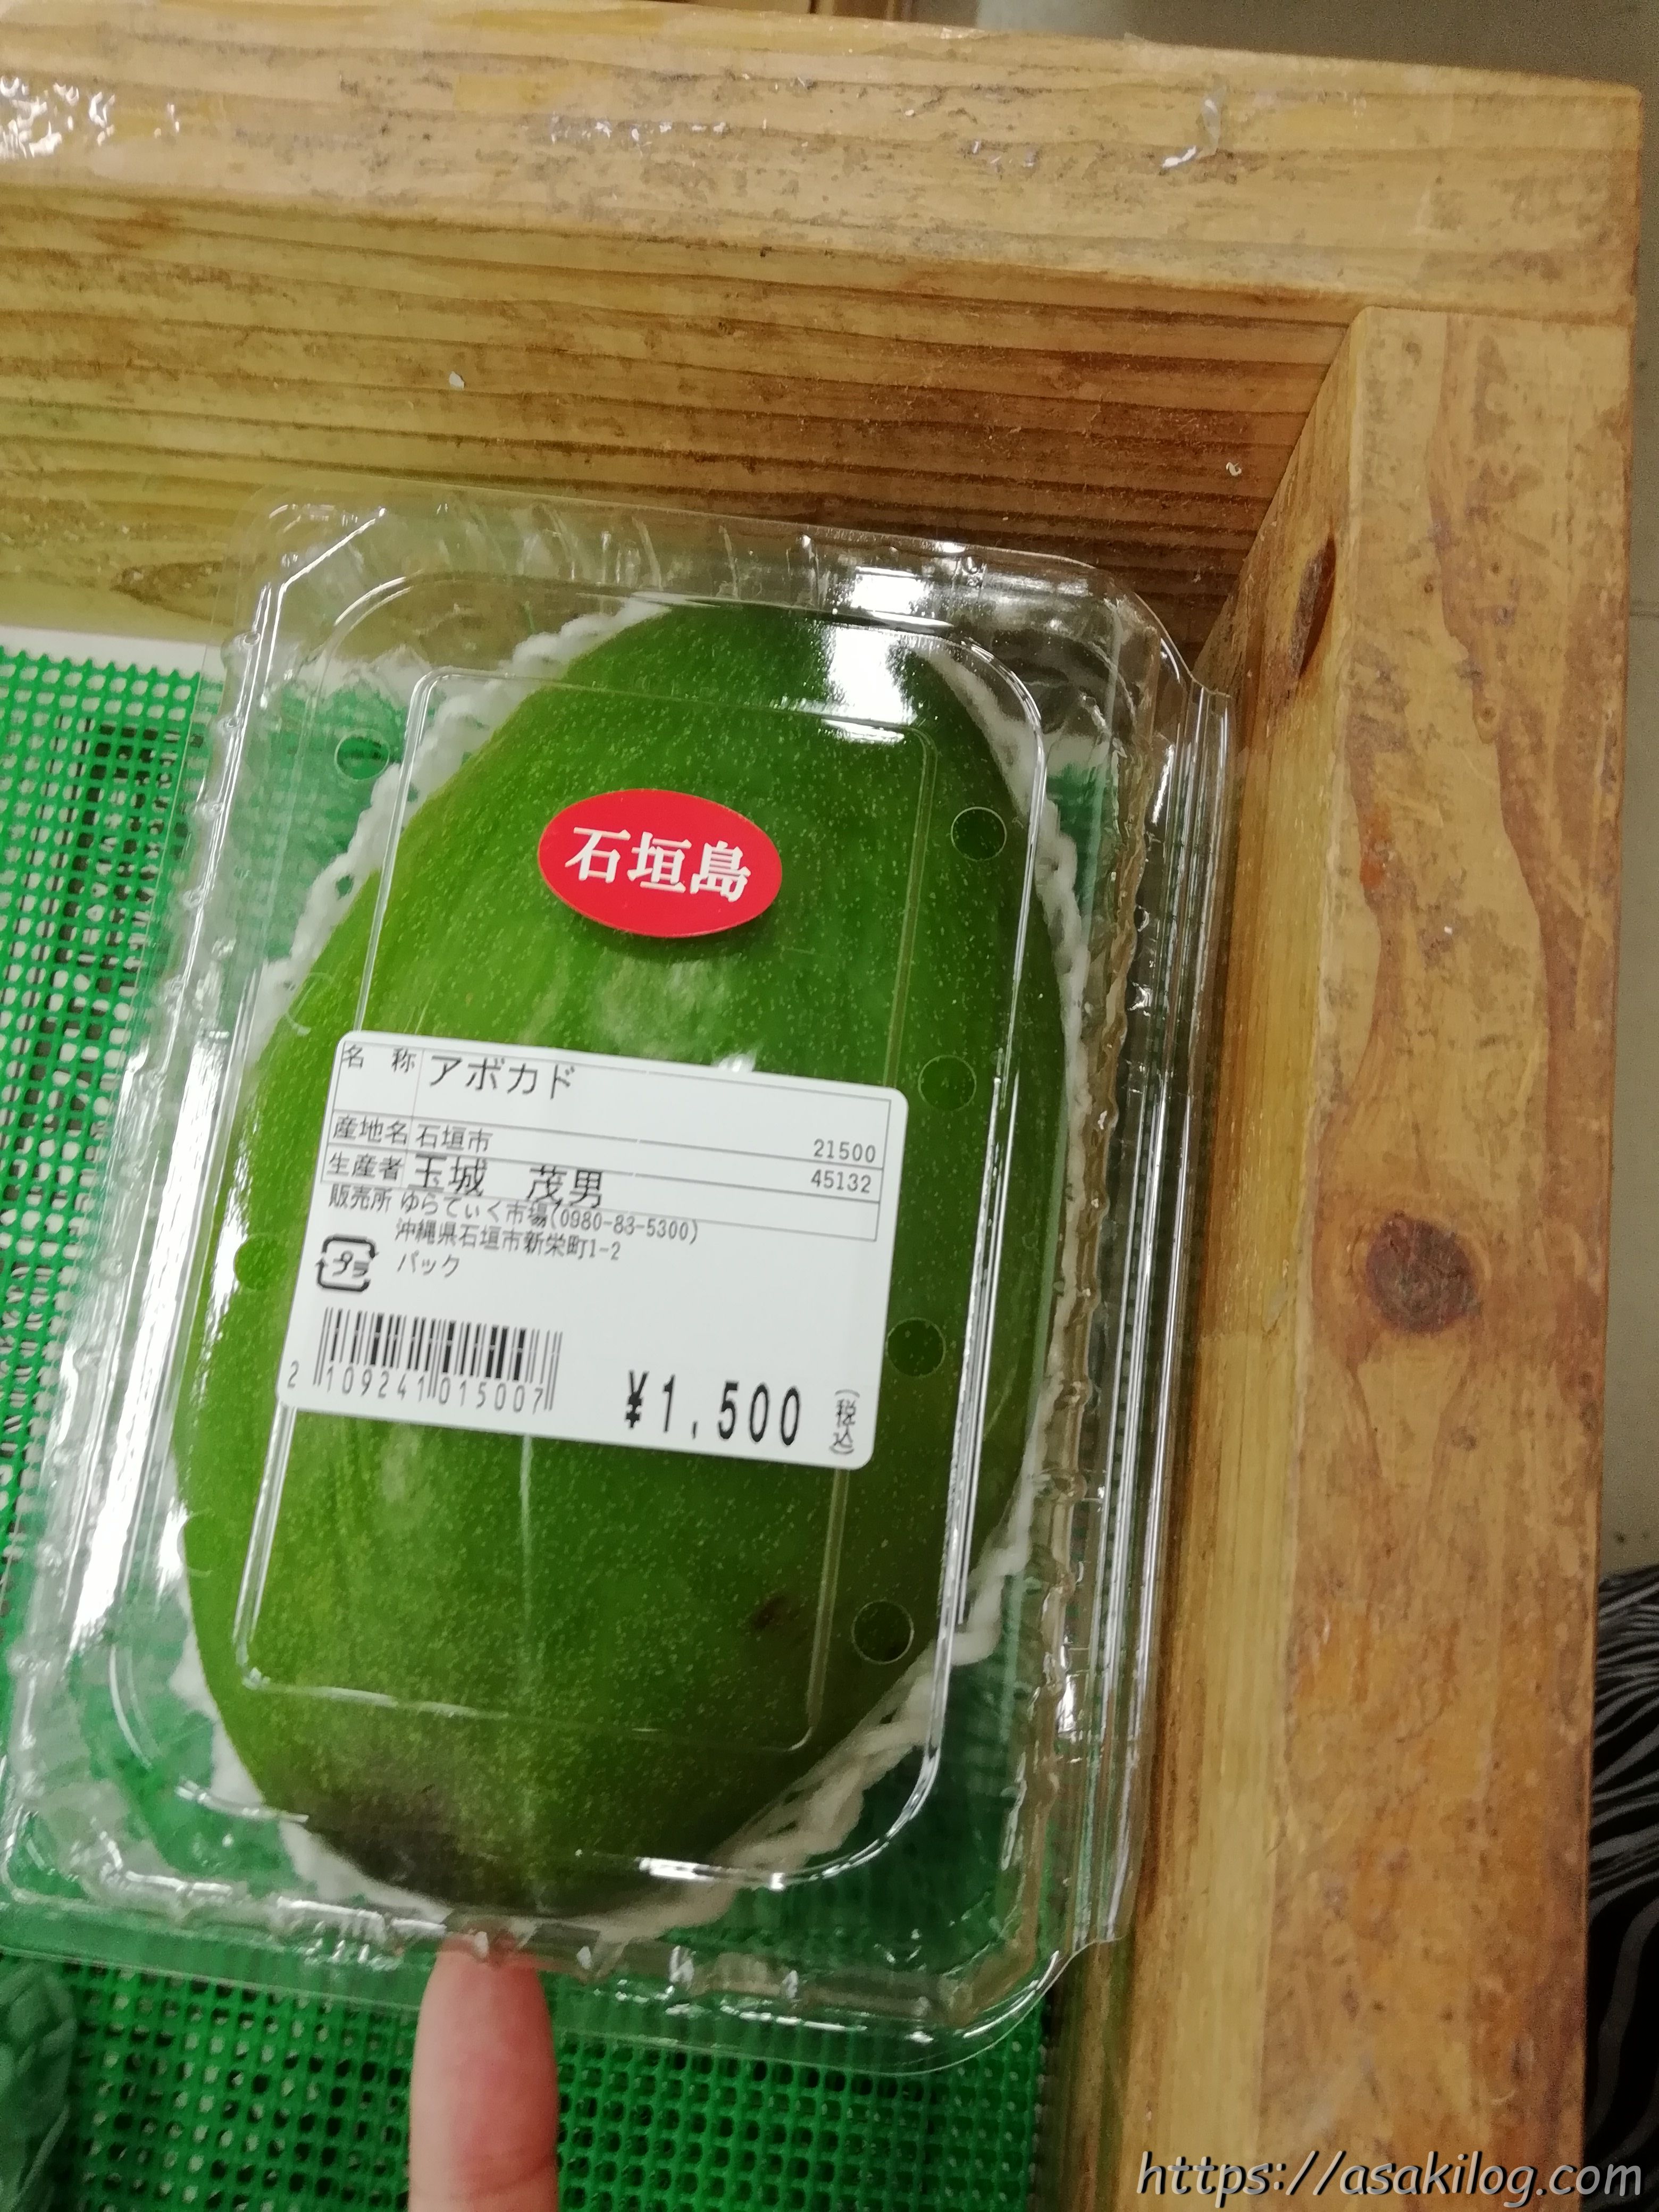 石垣島
名 称 アボカド
産地名 石垣市 21500
生産者 玉城 茂男 45132
販売所 ゆらてぃく市場(0980-83-5300)
沖縄県石垣市新栄町1-2
プラ パック
2 109241 015007
¥1,500 (税込)
https://asakilog.com